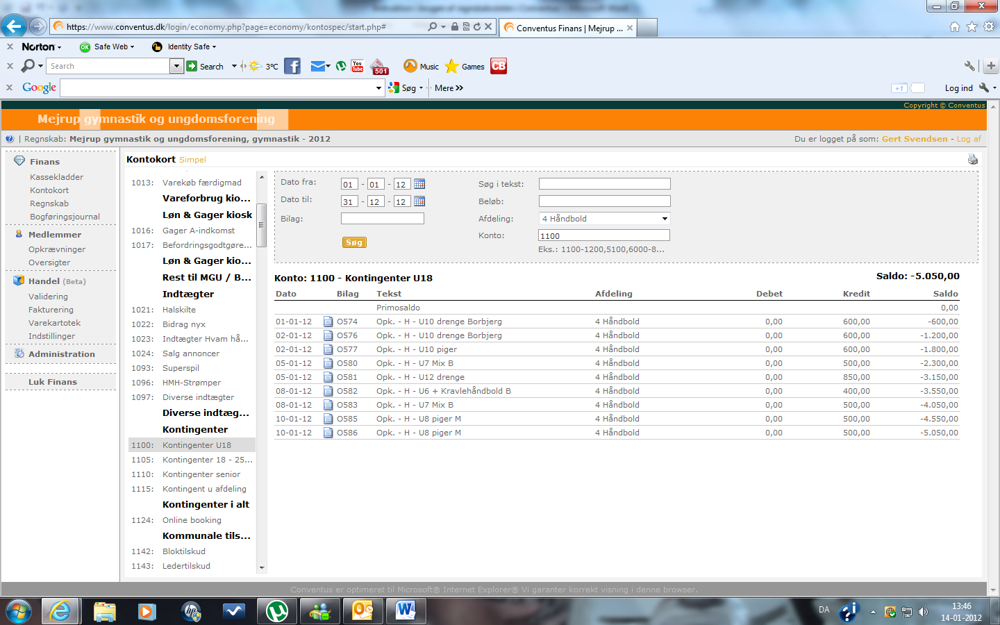 https://www.conventus.dk/login/economy.php?page=economy/kontospec/start.php#
Conventus Finans | Mejrup ...
x Norton
OK Safe Web
Identity Safe
x Search
Search
3°C
You Tube
501
Music
Games
CB
x Google
Søg
Mere »
+1
Log ind
Copyright © Conventus
Mejrup gymnastik og ungdomsforening
| Regnskab: Mejrup gymnastik og ungdomsforening, gymnastik - 2012
Du er logget på som: Gert Svendsen - Log af
Finans
Kassekladder
Kontokort
Regnskab
Bogføringsjournal
Medlemmer
Opkrævninger
Oversigter
Handel (Beta)
Validering
Fakturering
Varekartotek
Indstillinger
Administration
Luk Finans
Kontokort Simpel
1013: Varekøb færdigmad
Vareforbrug kio...
Løn & Gager kiosk
1016: Gager A-indkomst
1017: Befordringsgodtgøre...
Løn & Gager kio...
Rest til MGU / B...
Indtægter
1021: Halskilte
1022: Bidrag nyx
1023: Indtægter Hvam hå...
1024: Salg annoncer
1093: Superspil
1096: HMH-Strømper
1097: Diverse indtægter
Diverse indtæg...
Kontingenter
1100: Kontingenter U18
1105: Kontingenter 18 - 25...
1110: Kontingenter senior
1115: Kontingent u afdeling
Kontingenter i alt
1124: Online booking
Kommunale tils...
1142: Bloktilskud
1143: Ledertilskud
Dato fra: 01 - 01 - 12
Dato til: 31 - 12 - 12
Bilag:
Søg
Søg i tekst:
Beløb:
Afdeling: 4 Håndbold
Konto: 1100
Eks.: 1100-1200,5100,6000-8...
Konto: 1100 - Kontingenter U18
Saldo: -5.050,00
Dato Bilag Tekst Afdeling Debet Kredit Saldo
Primosaldo 0,00
01-01-12 O574 Opk. - H - U10 drenge Borbjerg 4 Håndbold 0,00 600,00 -600,00
02-01-12 O576 Opk. - H - U10 drenge Borbjerg 4 Håndbold 0,00 600,00 -1.200,00
02-01-12 O577 Opk. - H - U10 piger 4 Håndbold 0,00 600,00 -1.800,00
05-01-12 O580 Opk. - H - U7 Mix B 4 Håndbold 0,00 500,00 -2.300,00
05-01-12 O581 Opk. - H - U12 drenge 4 Håndbold 0,00 850,00 -3.150,00
08-01-12 O582 Opk. - H - U6 + Kravlehåndbold B 4 Håndbold 0,00 400,00 -3.550,00
08-01-12 O583 Opk. - H - U7 Mix B 4 Håndbold 0,00 500,00 -4.050,00
10-01-12 O585 Opk. - H - U8 piger M 4 Håndbold 0,00 500,00 -4.550,00
10-01-12 O586 Opk. - H - U8 piger M 4 Håndbold 0,00 500,00 -5.050,00
Conventus er optimeret til Microsoft® Internet Explorer® Vi garanter korrekt visning i denne browser.
DA
13:46
14-01-2012